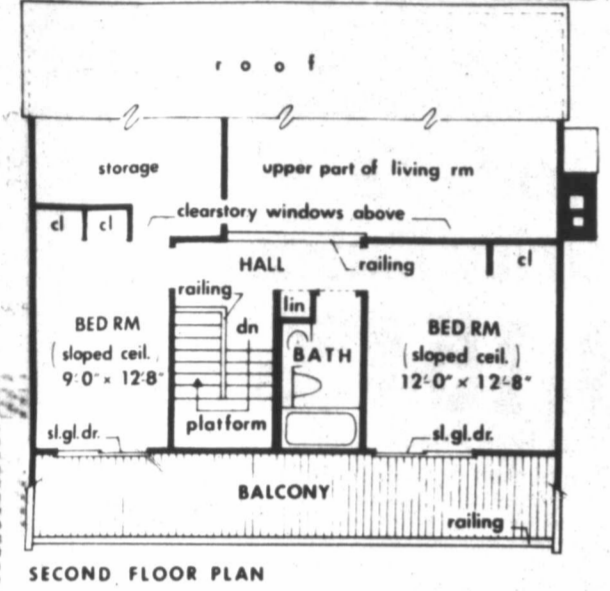 roof
storage
upper part of living rm
cl
cl
clearstory windows above
HALL
railing
cl
railing
lin
dn
BED RM
(sloped ceil.
9'-0" x 12'-8"
BATH
BED RM
(sloped ceil.)
12'-0" x 12'-8"
platform
sl.gl.dr.
sl.gl.dr.
BALCONY
railing
SECOND FLOOR PLAN